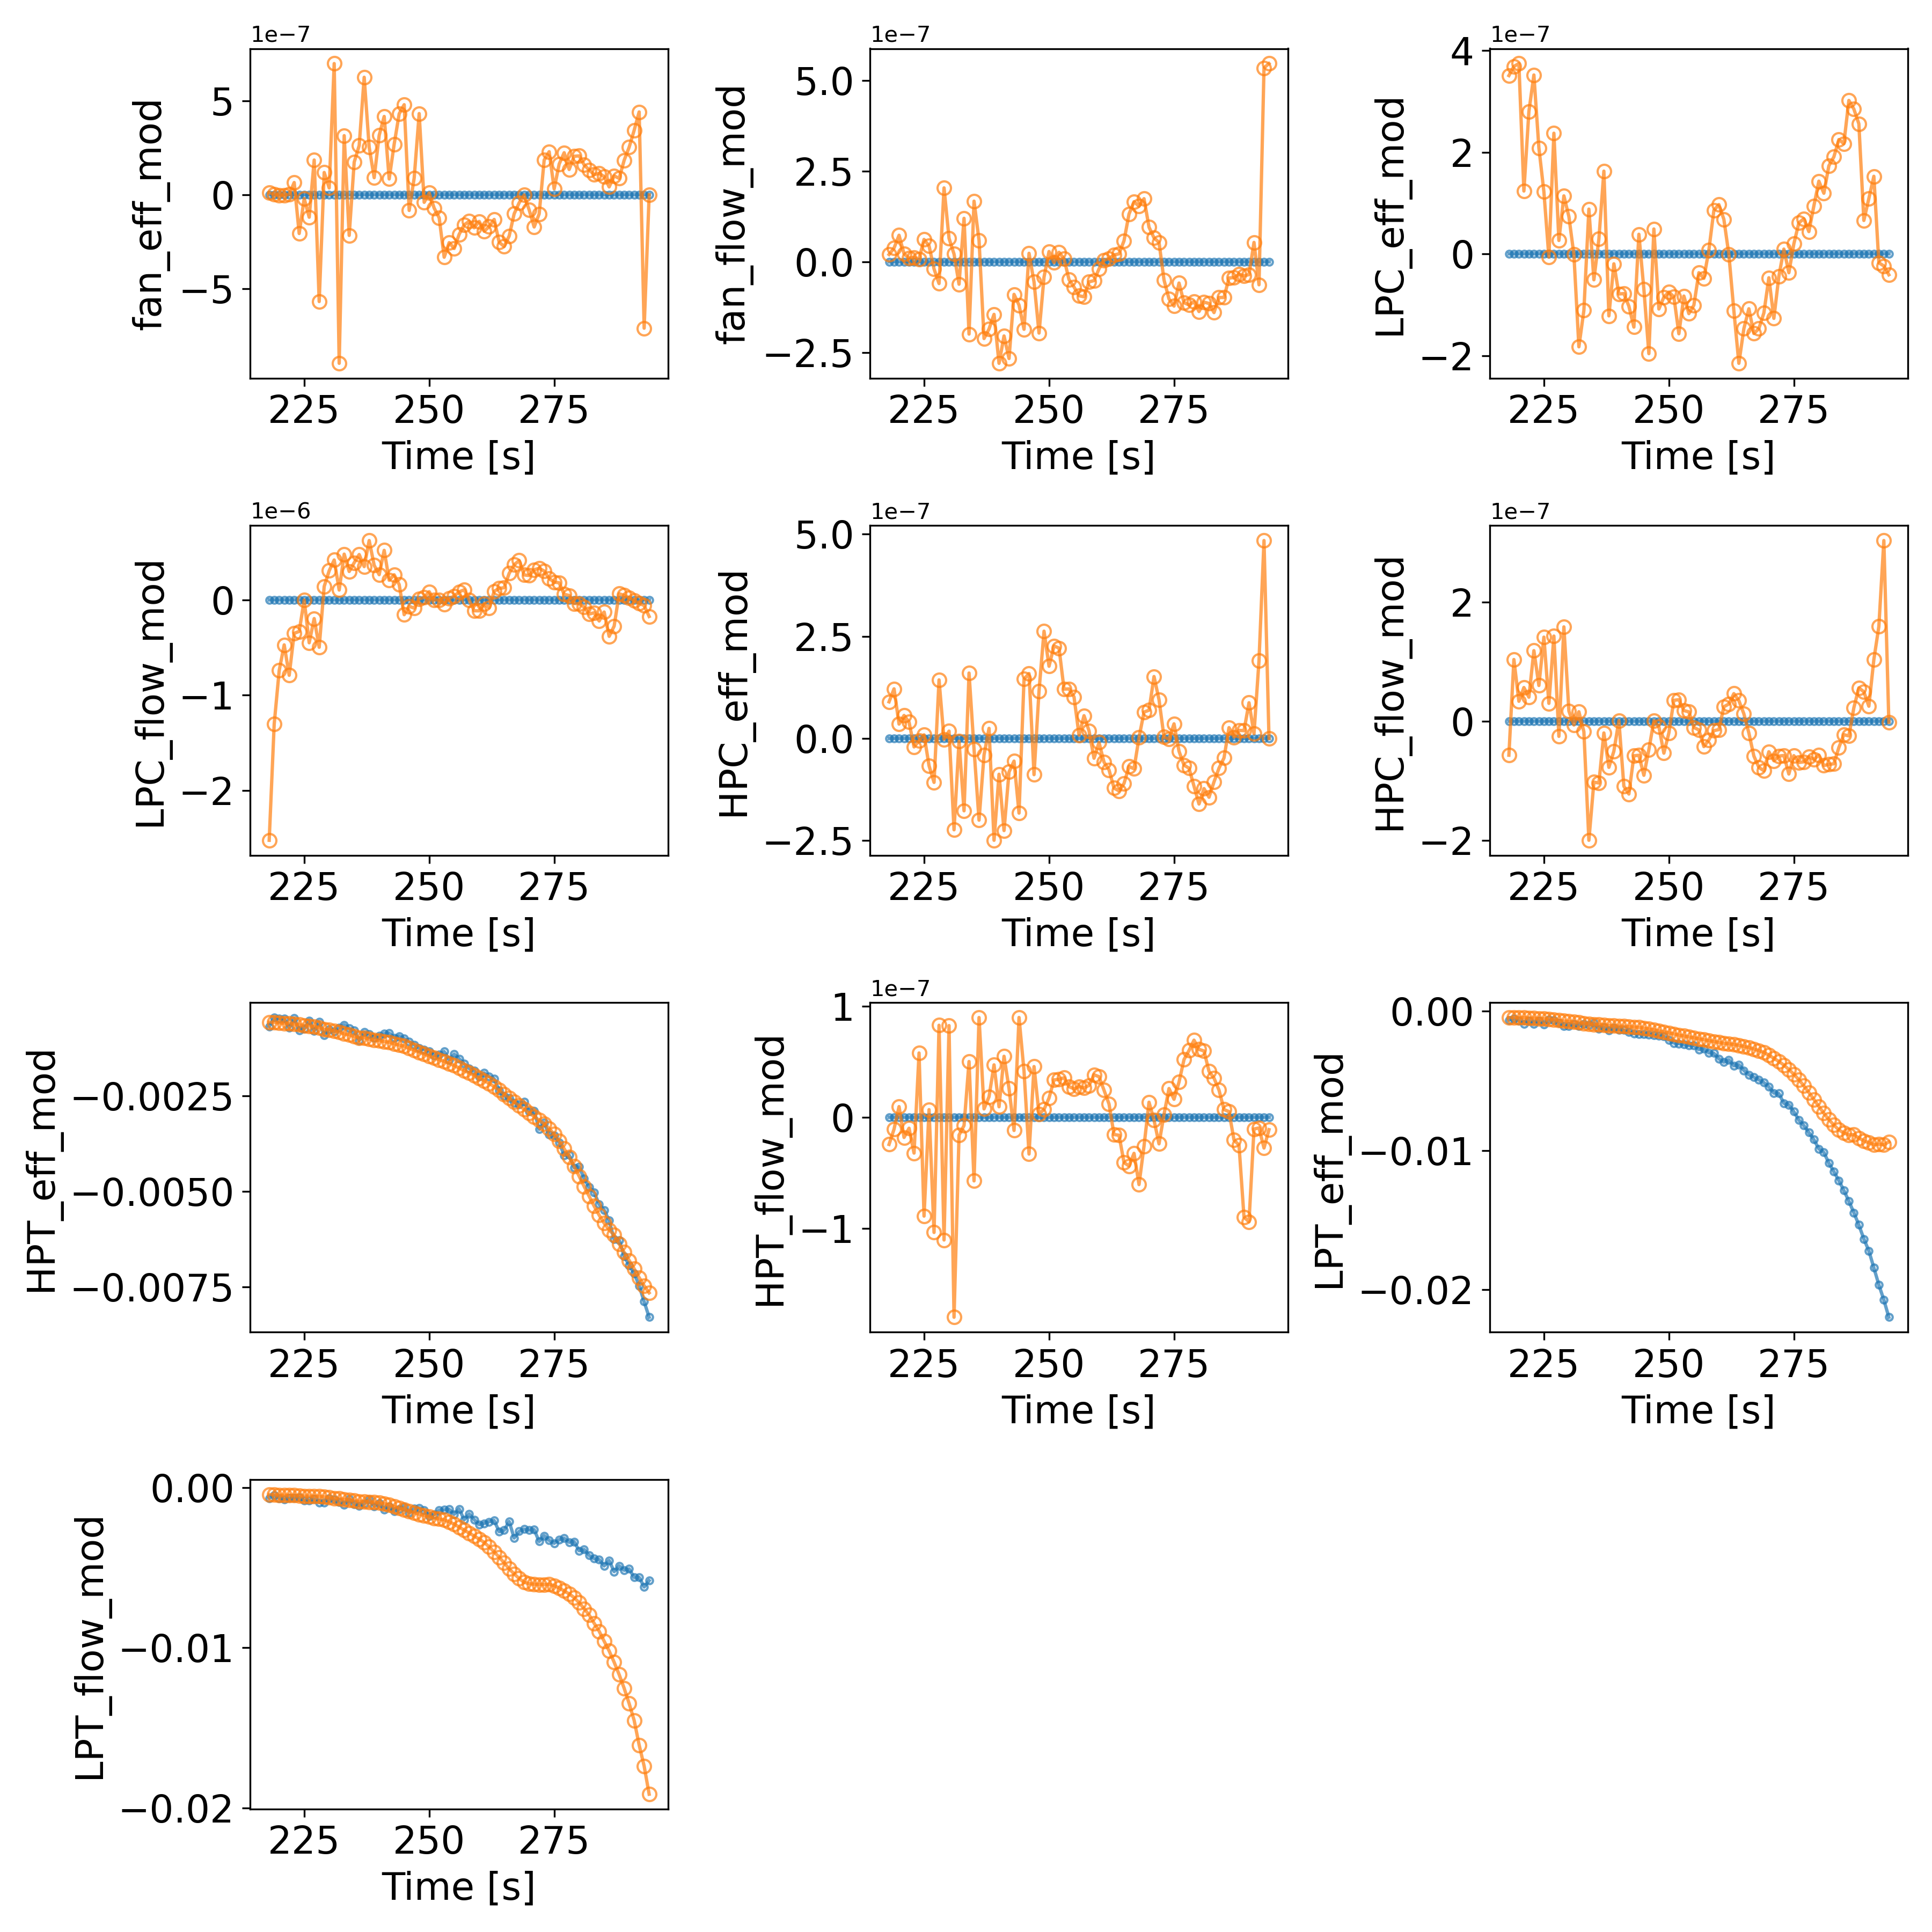 1e−7
fan_eff_mod
5
0
−5
225 250 275
Time [s]
1e−7
fan_flow_mod
5.0
2.5
0.0
−2.5
225 250 275
Time [s]
1e−7
LPC_eff_mod
4
2
0
−2
225 250 275
Time [s]
1e−6
LPC_flow_mod
0
−1
−2
225 250 275
Time [s]
1e−7
HPC_eff_mod
5.0
2.5
0.0
−2.5
225 250 275
Time [s]
1e−7
HPC_flow_mod
2
0
−2
225 250 275
Time [s]
HPT_eff_mod
−0.0025
−0.0050
−0.0075
225 250 275
Time [s]
1e−7
HPT_flow_mod
1
0
−1
225 250 275
Time [s]
LPT_eff_mod
0.00
−0.01
−0.02
225 250 275
Time [s]
LPT_flow_mod
0.00
−0.01
−0.02
225 250 275
Time [s]